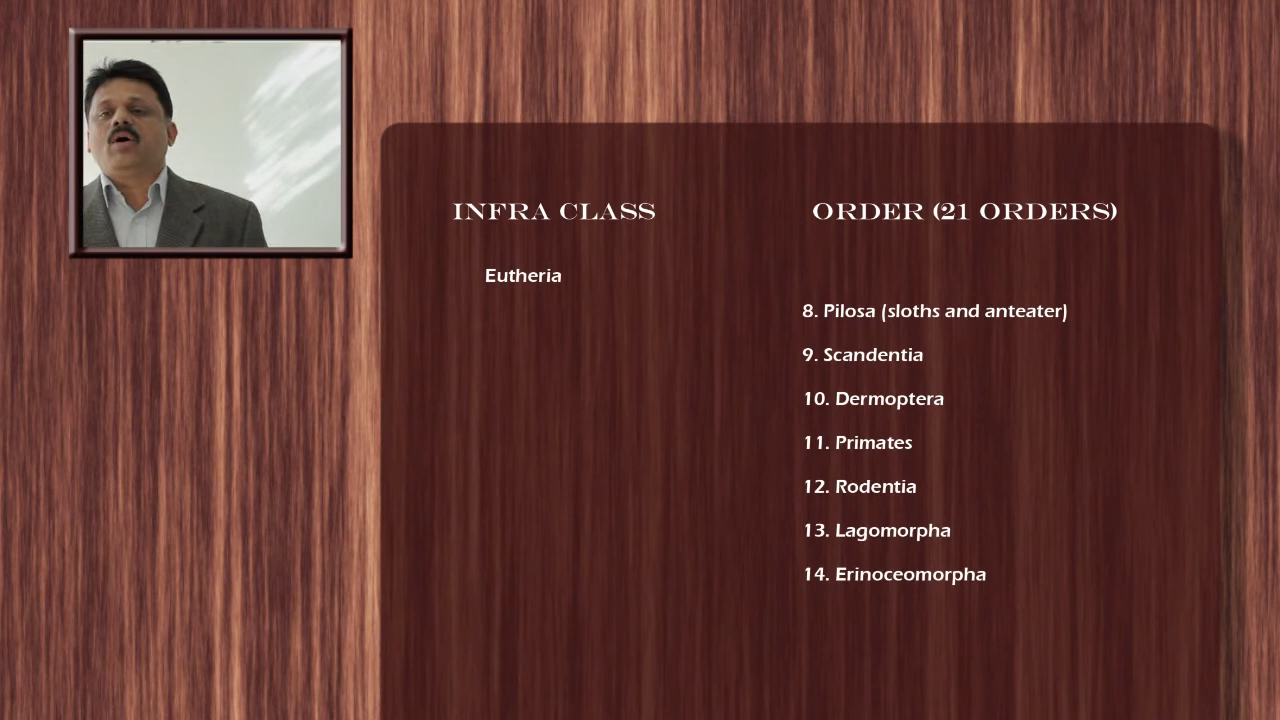 INFRA CLASS
ORDER (21 ORDERS)
Eutheria
8. Pilosa (sloths and anteater)
9. Scandentia
10. Dermoptera
11. Primates
12. Rodentia
13. Lagomorpha
14. Erinoceomorpha